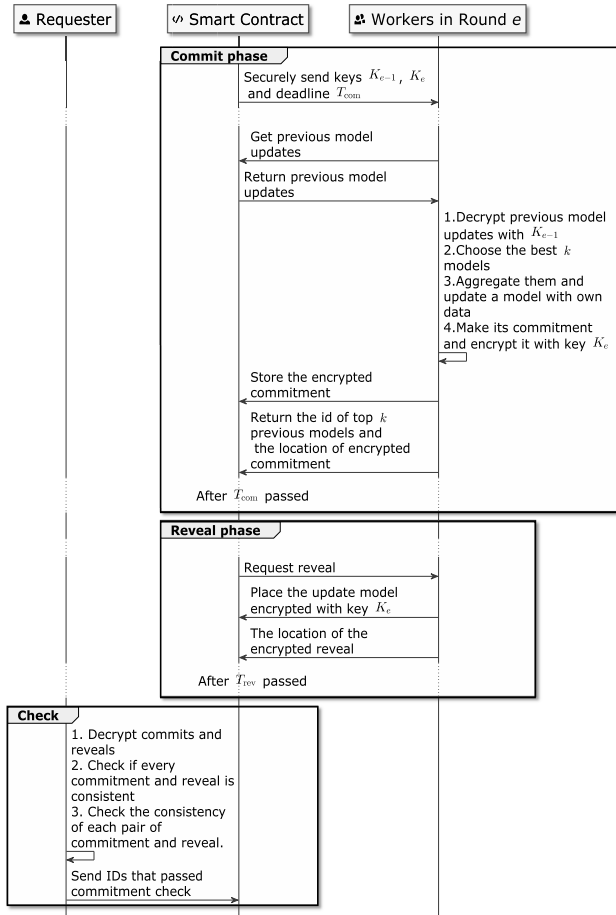 Requester
Smart Contract
Workers in Round e
Commit phase
Securely send keys K_{e−1}, K_e
and deadline T_com
Get previous model
updates
Return previous model
updates
1.Decrypt previous model
updates with K_{e−1}
2.Choose the best k
models
3.Aggregate them and
update a model with own
data
4.Make its commitment
and encrypt it with key K_e
Store the encrypted
commitment
Return the id of top k
previous models and
the location of encrypted
commitment
After T_com passed
Reveal phase
Request reveal
Place the update model
encrypted with key K_e
The location of the
encrypted reveal
After T_rev passed
Check
1. Decrypt commits and
reveals
2. Check if every
commitment and reveal is
consistent
3. Check the consistency
of each pair of
commitment and reveal.
Send IDs that passed
commitment check